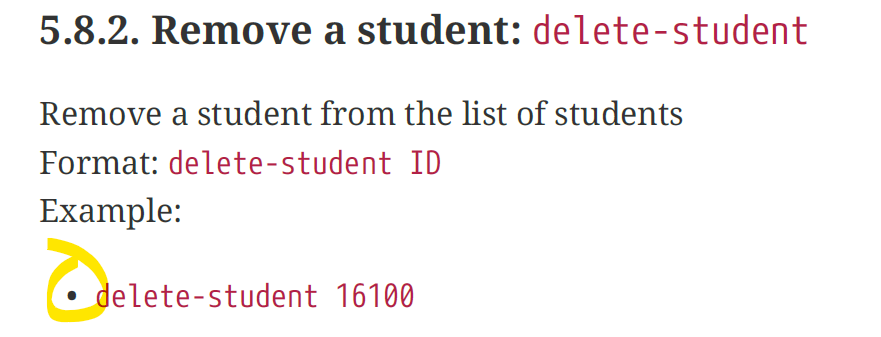 5.8.2. Remove a student: delete-student
Remove a student from the list of students
Format: delete-student ID
Example:
• delete-student 16100